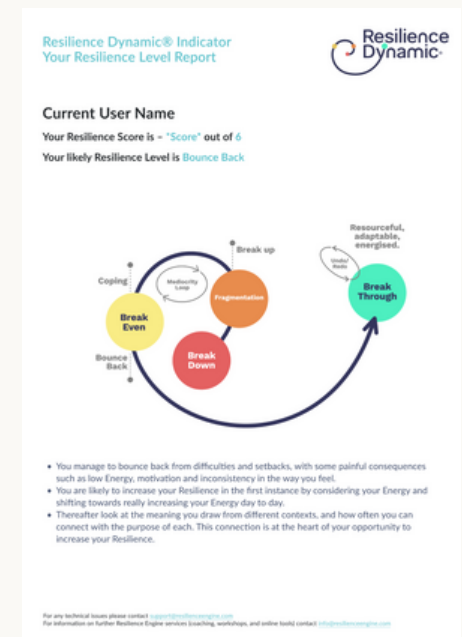 Resilience Dynamic® Indicator
Your Resilience Level Report
Resilience
Dynamic®
Current User Name
Your Resilience Score is – "Score" out of 6
Your likely Resilience Level is Bounce Back
Resourceful,
adaptable,
energised.
Break up
Undo/
Redo
Coping
Mediocrity
Loop
Fragmentation
Break
Through
Break
Even
Break
Down
Bounce
Back
• You manage to bounce back from difficulties and setbacks, with some painful consequences
such as low Energy, motivation and inconsistency in the way you feel.
• You are likely to increase your Resilience in the first instance by considering your Energy and
shifting towards really increasing your Energy day to day.
• Thereafter look at the meaning you draw from different contexts, and how often you can
connect with the purpose of each. This connection is at the heart of your opportunity to
increase your Resilience.
For any technical issues please contact support@resilienceengine.com
For information on further Resilience Engine services (coaching, workshops, and online tools) contact info@resilienceengine.com